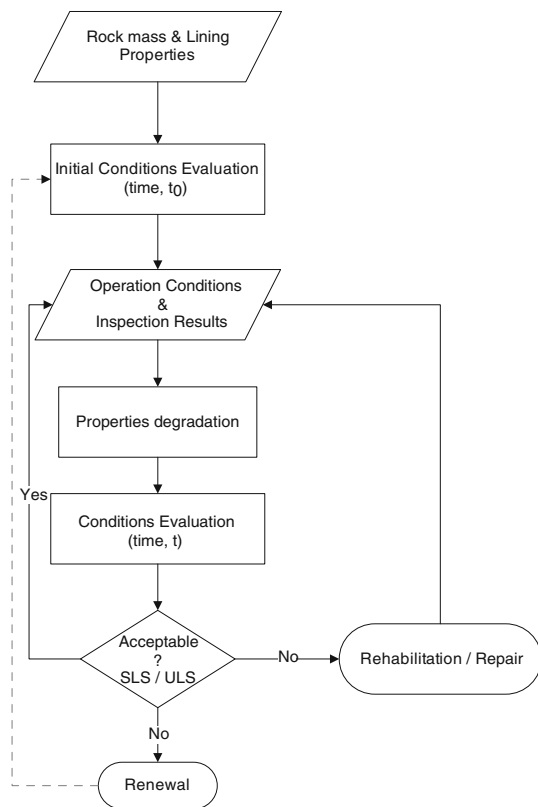 Rock mass & Lining
Properties
Initial Conditions Evaluation
(time, t0)
Operation Conditions
&
Inspection Results
Properties degradation
Yes
Conditions Evaluation
(time, t)
Acceptable
?
SLS / ULS
No
Rehabilitation / Repair
No
Renewal